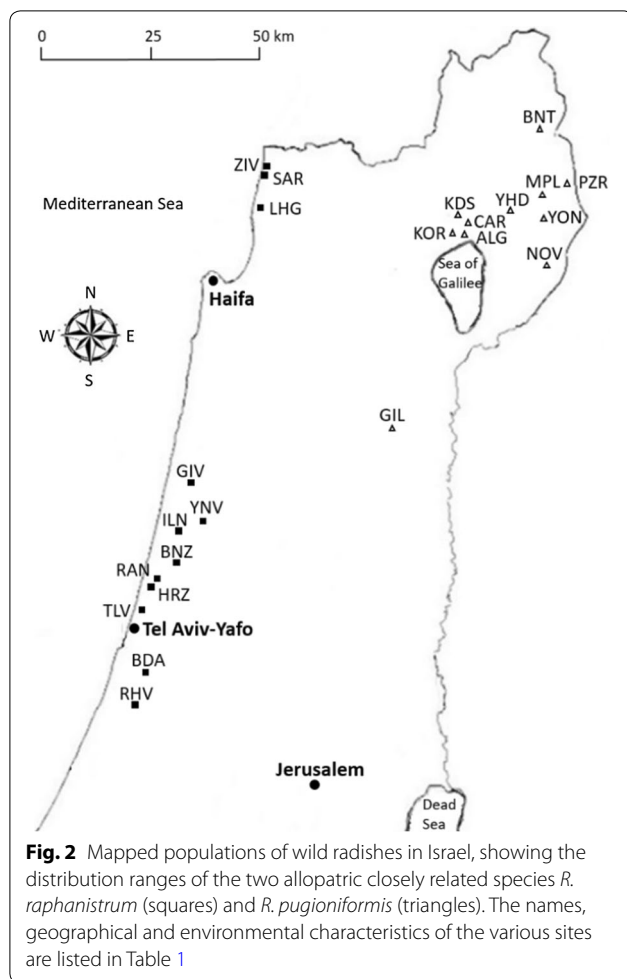 0 25 50 km
BNT
ZIV
SAR
MPL PZR
Mediterranean Sea
KDS YHD
LHG
CAR YON
KOR ALG
NOV
Sea of
Galilee
N
Haifa
W E
S
GIL
GIV
YNV
ILN
BNZ
RAN
HRZ
TLV
Tel Aviv-Yafo
BDA
RHV
Jerusalem
Dead
Sea
Fig. 2 Mapped populations of wild radishes in Israel, showing the
distribution ranges of the two allopatric closely related species R.
raphanistrum (squares) and R. pugioniformis (triangles). The names,
geographical and environmental characteristics of the various sites
are listed in Table 1